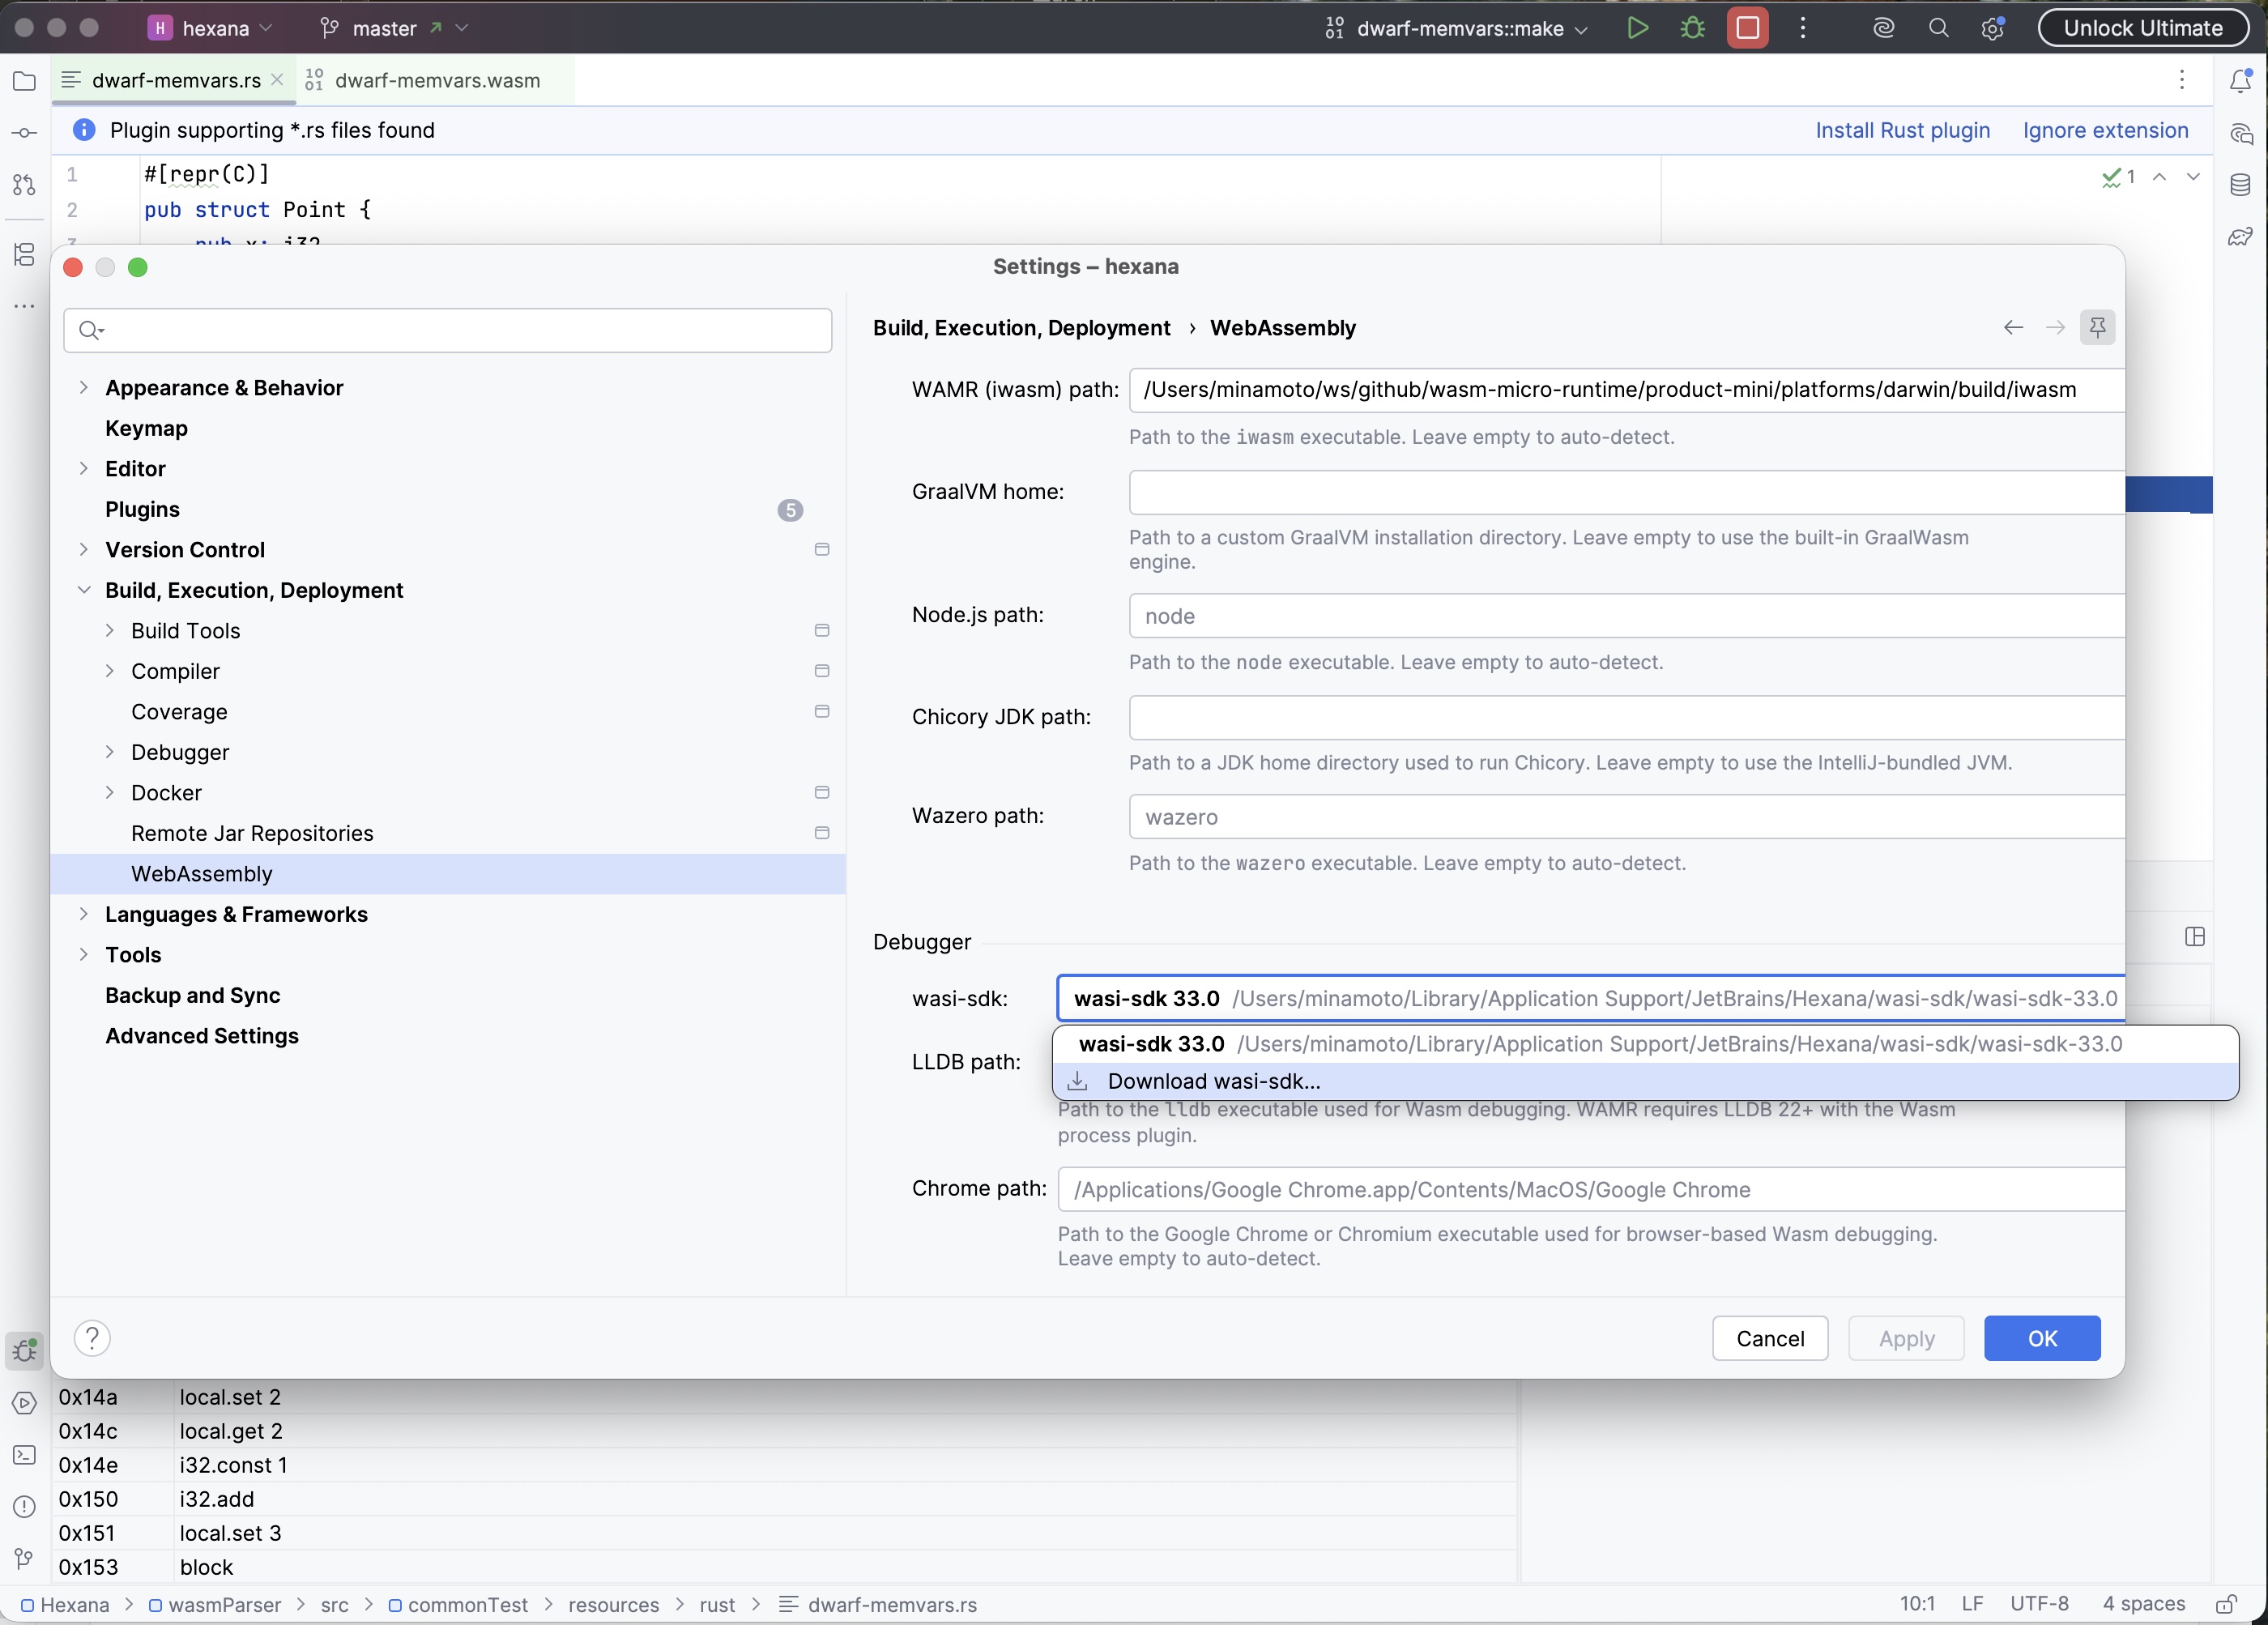 H hexana master dwarf-memvars::make Unlock Ultimate
dwarf-memvars.rs dwarf-memvars.wasm
Plugin supporting *.rs files found Install Rust plugin Ignore extension
1 #[repr(C)] 1
2 pub struct Point {
3 pub x: i32
Settings – hexana
Build, Execution, Deployment › WebAssembly
Appearance & Behavior
Keymap
Editor
Plugins 5
Version Control
Build, Execution, Deployment
Build Tools
Compiler
Coverage
Debugger
Docker
Remote Jar Repositories
WebAssembly
Languages & Frameworks
Tools
Backup and Sync
Advanced Settings
WAMR (iwasm) path: /Users/minamoto/ws/github/wasm-micro-runtime/product-mini/platforms/darwin/build/iwasm
Path to the iwasm executable. Leave empty to auto-detect.
GraalVM home:
Path to a custom GraalVM installation directory. Leave empty to use the built-in GraalWasm
engine.
Node.js path: node
Path to the node executable. Leave empty to auto-detect.
Chicory JDK path:
Path to a JDK home directory used to run Chicory. Leave empty to use the IntelliJ-bundled JVM.
Wazero path: wazero
Path to the wazero executable. Leave empty to auto-detect.
Debugger
wasi-sdk: wasi-sdk 33.0 /Users/minamoto/Library/Application Support/JetBrains/Hexana/wasi-sdk/wasi-sdk-33.0
wasi-sdk 33.0 /Users/minamoto/Library/Application Support/JetBrains/Hexana/wasi-sdk/wasi-sdk-33.0
LLDB path:
Download wasi-sdk...
Path to the lldb executable used for Wasm debugging. WAMR requires LLDB 22+ with the Wasm
process plugin.
Chrome path: /Applications/Google Chrome.app/Contents/MacOS/Google Chrome
Path to the Google Chrome or Chromium executable used for browser-based Wasm debugging.
Leave empty to auto-detect.
? Cancel Apply OK
0x14a local.set 2
0x14c local.get 2
0x14e i32.const 1
0x150 i32.add
0x151 local.set 3
0x153 block
Hexana > wasmParser > src > commonTest > resources > rust > dwarf-memvars.rs 10:1 LF UTF-8 4 spaces